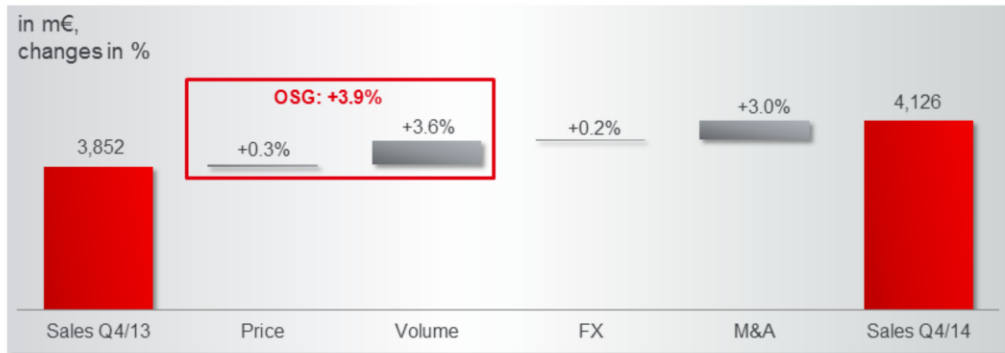 in m€,
changes in %
OSG: +3.9%
3,852
+0.3%
+3.6%
+0.2%
+3.0%
4,126
Sales Q4/13
Price
Volume
FX
M&A
Sales Q4/14